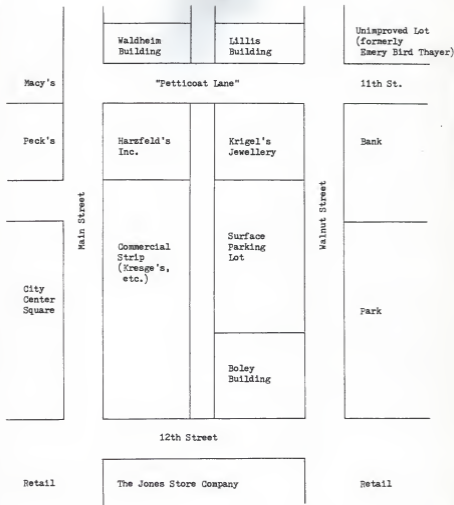 Waldheim
Building
Lillis
Building
Unimproved Lot
(formerly
Emery Bird Thayer)
Macy's
"Petticoat Lane"
11th St.
Peck's
Harzfeld's
Inc.
Krigel's
Jewellery
Bank
Main Street
Walnut Street
Commercial
Strip
(Kresge's,
etc.)
Surface
Parking
Lot
City
Center
Square
Park
Boley
Building
12th Street
Retail
The Jones Store Company
Retail